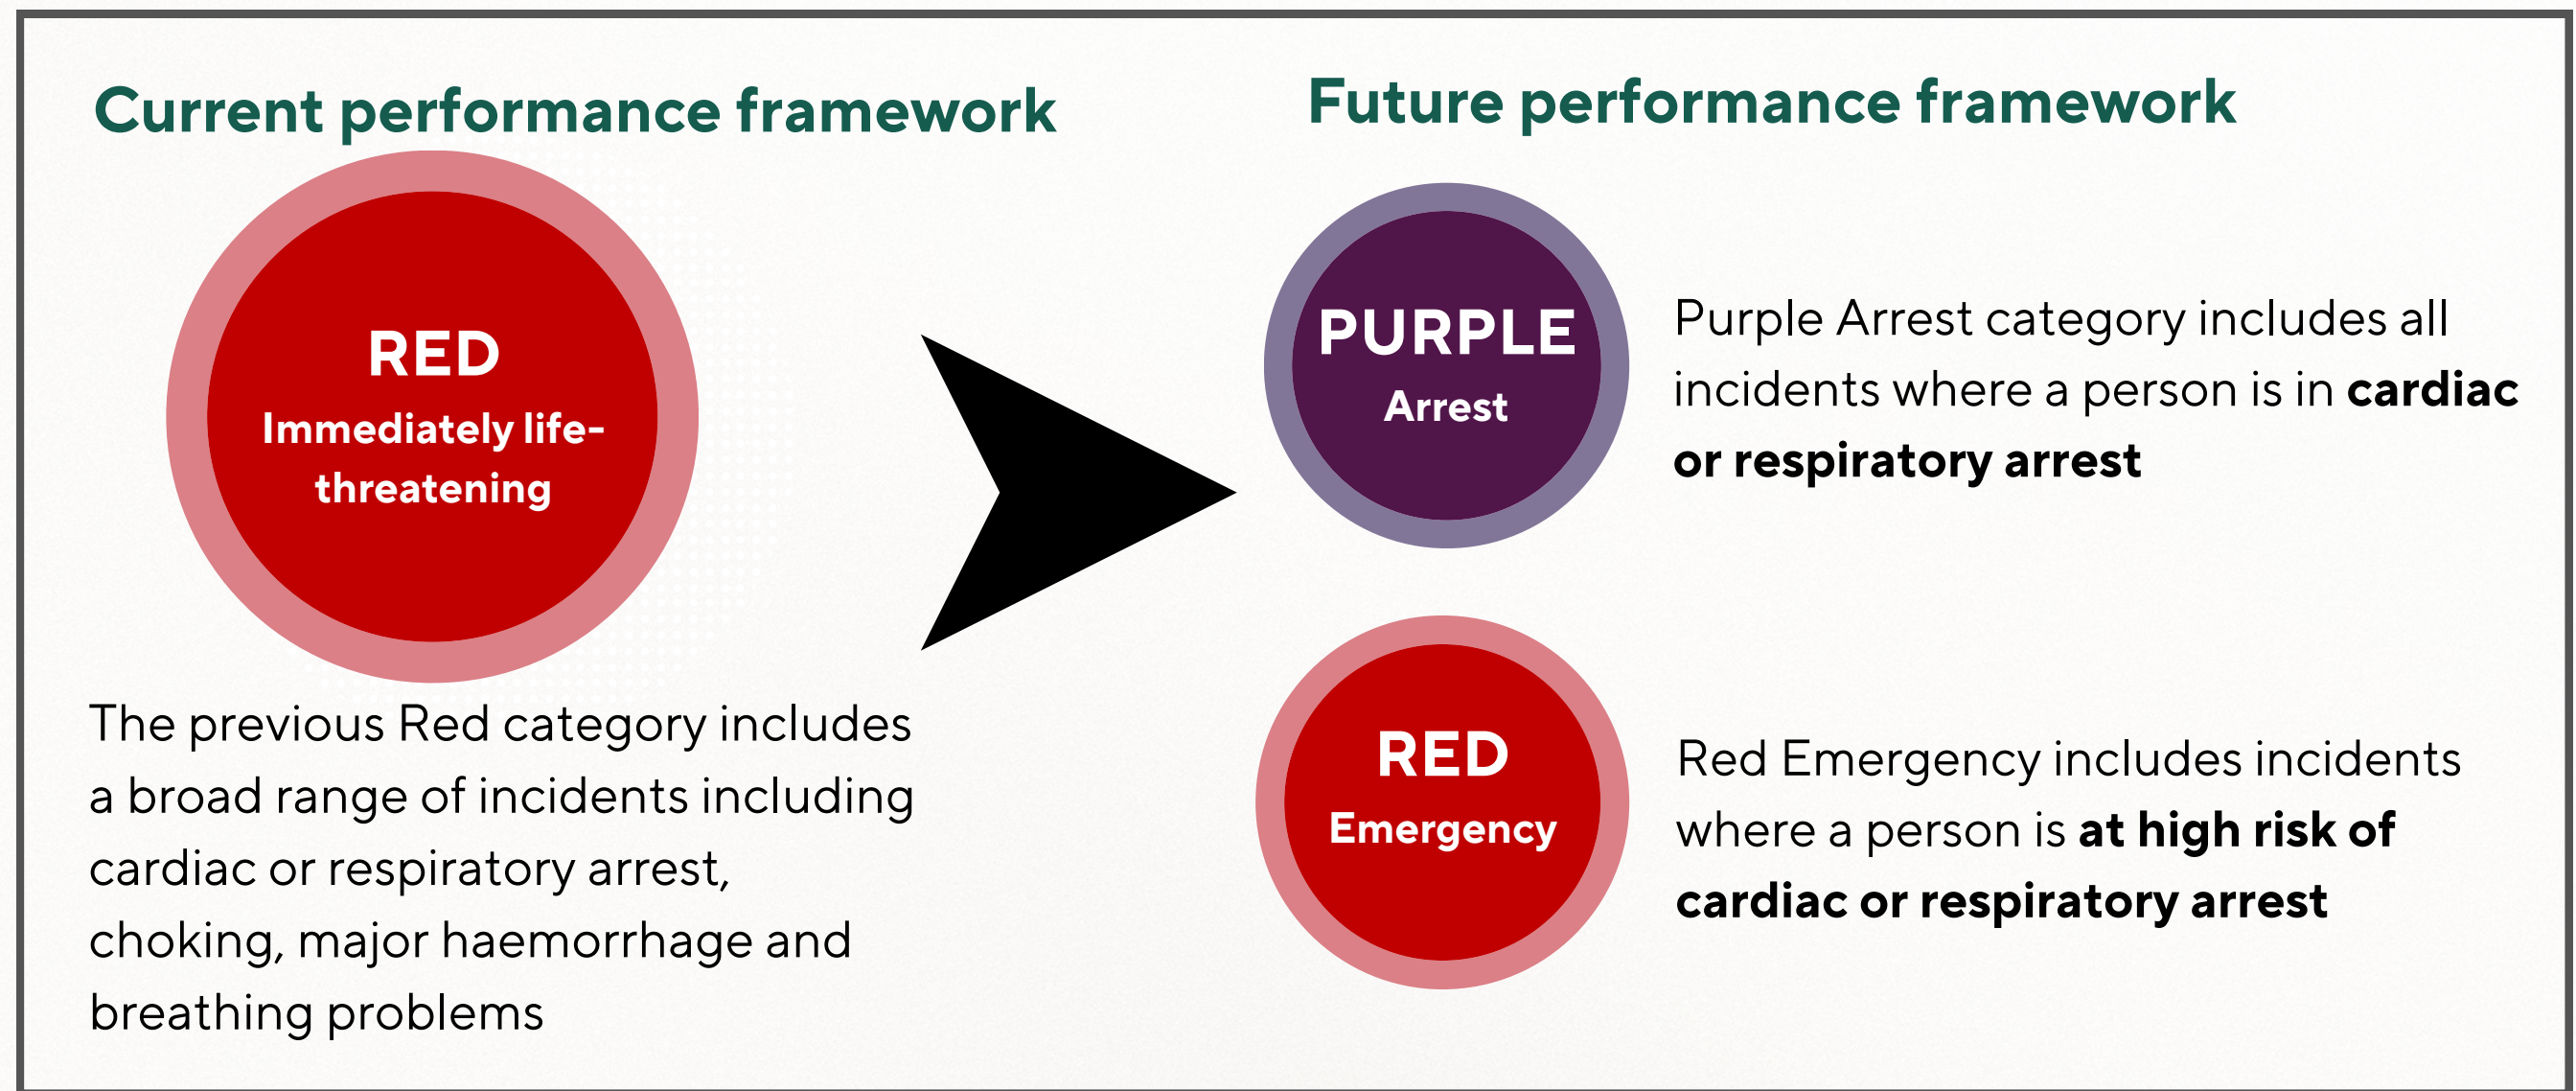 Current performance framework
RED
Immediately life-
threatening
The previous Red category includes
a broad range of incidents including
cardiac or respiratory arrest,
choking, major haemorrhage and
breathing problems
Future performance framework
PURPLE
Arrest
Purple Arrest category includes all
incidents where a person is in cardiac
or respiratory arrest
RED
Emergency
Red Emergency includes incidents
where a person is at high risk of
cardiac or respiratory arrest